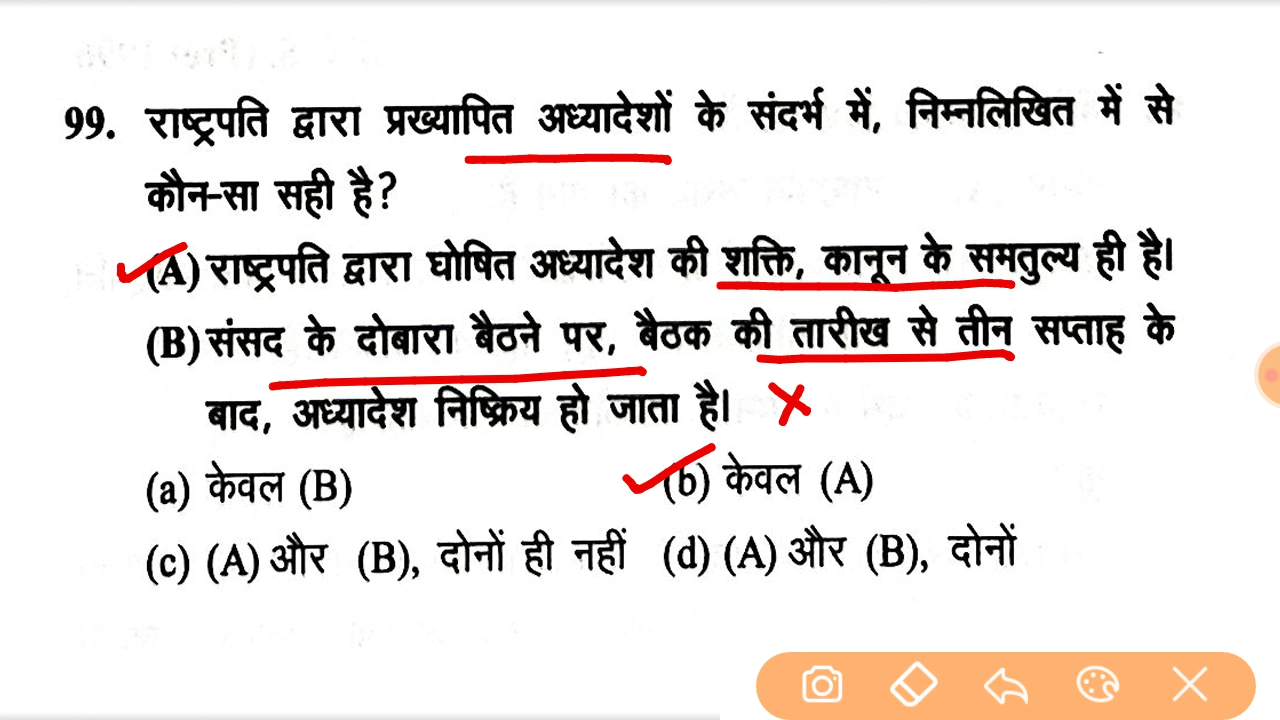 99. राष्ट्रपति द्वारा प्रख्यापित अध्यादेशों के संदर्भ में, निम्नलिखित में से
कौन-सा सही है?
(A) राष्ट्रपति द्वारा घोषित अध्यादेश की शक्ति, कानून के समतुल्य ही है।
(B) संसद के दोबारा बैठने पर, बैठक की तारीख से तीन सप्ताह के
बाद, अध्यादेश निष्क्रिय हो जाता है।
(a) केवल (B) (b) केवल (A)
(c) (A) और (B), दोनों ही नहीं (d) (A) और (B), दोनों